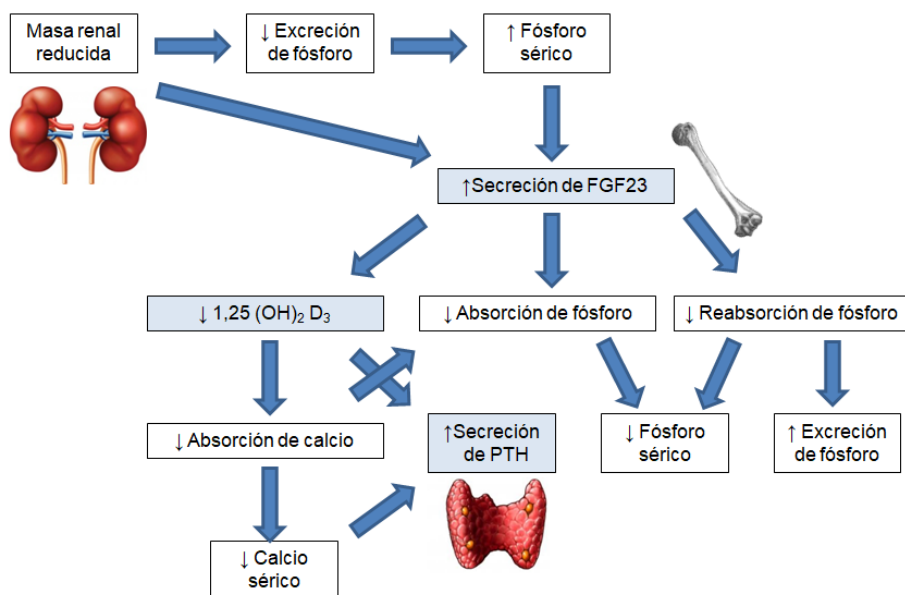 Masa renal
reducida
↓ Excreción
de fósforo
↑ Fósforo
sérico
↑Secreción de FGF23
↓ 1,25 (OH)₂ D₃
↓ Absorción de fósforo
↓ Reabsorción de fósforo
↓ Absorción de calcio
↑Secreción
de PTH
↓ Fósforo
sérico
↑ Excreción
de fósforo
↓ Calcio
sérico